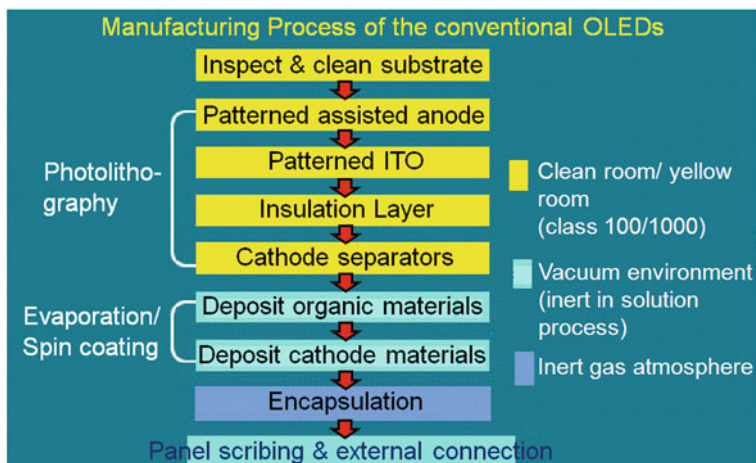 Manufacturing Process of the conventional OLEDs
Inspect & clean substrate
Patterned assisted anode
Patterned ITO
Insulation Layer
Cathode separators
Deposit organic materials
Deposit cathode materials
Encapsulation
Panel scribing & external connection
Photolitho-
graphy
Evaporation/
Spin coating
Clean room/ yellow
room
(class 100/1000)
Vacuum environment
(inert in solution
process)
Inert gas atmosphere